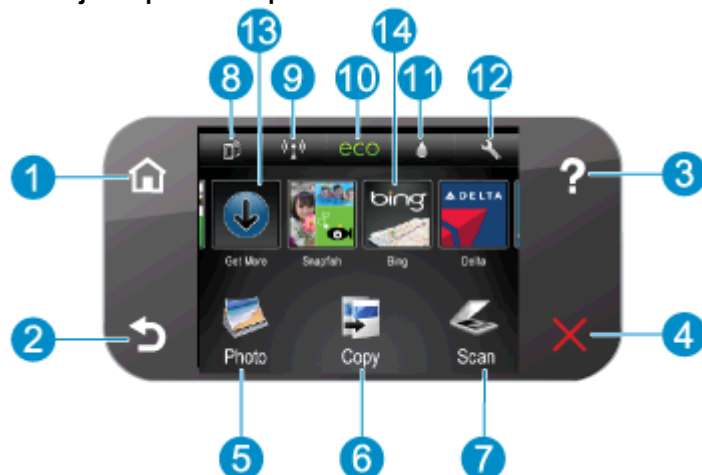 13 14
8 9 10 11 12
eco
1 ? 3
bing DELTA
Get More Snapfish Bing Delta
2 4
Photo Copy Scan
5 6 7